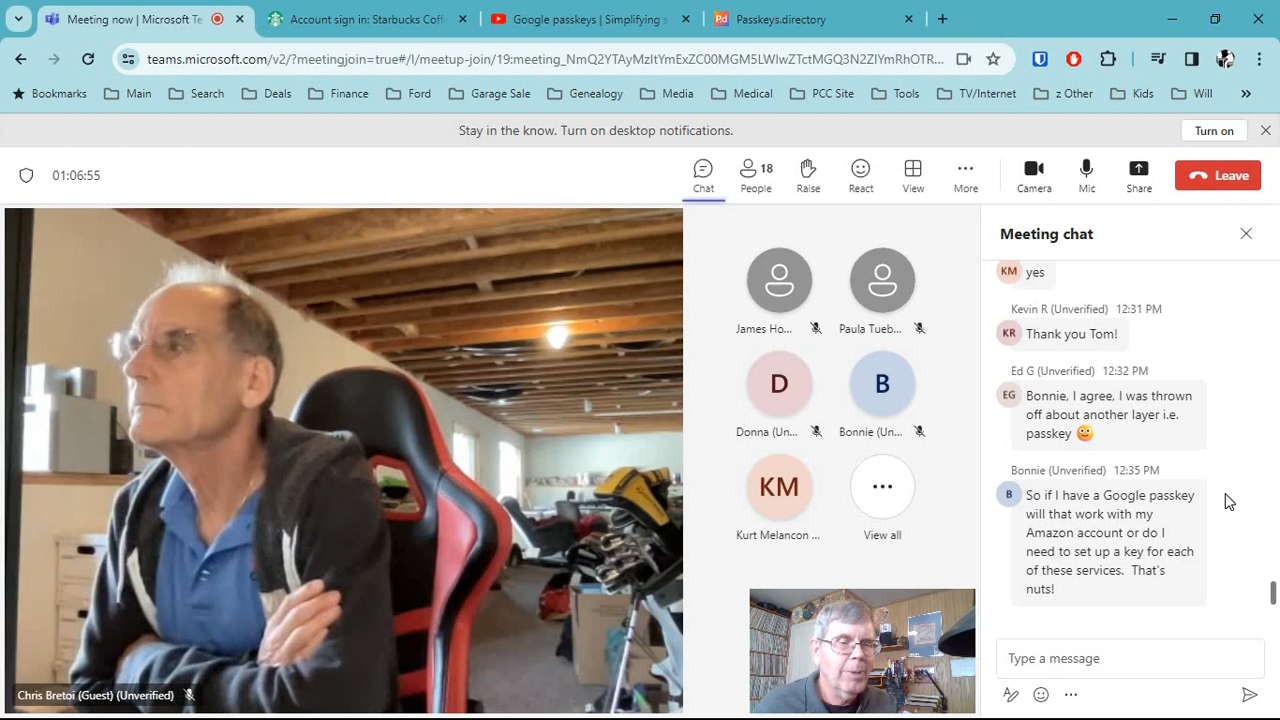 Meeting now | Microsoft Te
Account sign in: Starbucks Coff
Google passkeys | Simplifying s
Pd Passkeys.directory
teams.microsoft.com/v2/?meetingjoin=true#/l/meetup-join/19:meeting_NmQ2YTAyMzItYmExZC00MGM5LWIwZTctMGQ3N2ZlYmRhOTR...
Bookmarks Main Search Deals Finance Ford Garage Sale Genealogy Media Medical PCC Site Tools TV/Internet z Other Kids Will »
Stay in the know. Turn on desktop notifications. Turn on
01:06:55
18
Chat People Raise React View More Camera Mic Share Leave
Chris Bretoi (Guest) (Unverified)
James Ho... Paula Tueb...
D B
Donna (Un... Bonnie (Un...
KM
Kurt Melancon ... View all
Meeting chat
KM yes
Kevin R (Unverified) 12:31 PM
KR Thank you Tom!
Ed G (Unverified) 12:32 PM
EG Bonnie, I agree, I was thrown
off about another layer i.e.
passkey
Bonnie (Unverified) 12:35 PM
B So if I have a Google passkey
will that work with my
Amazon account or do I
need to set up a key for each
of these services. That's
nuts!
Type a message